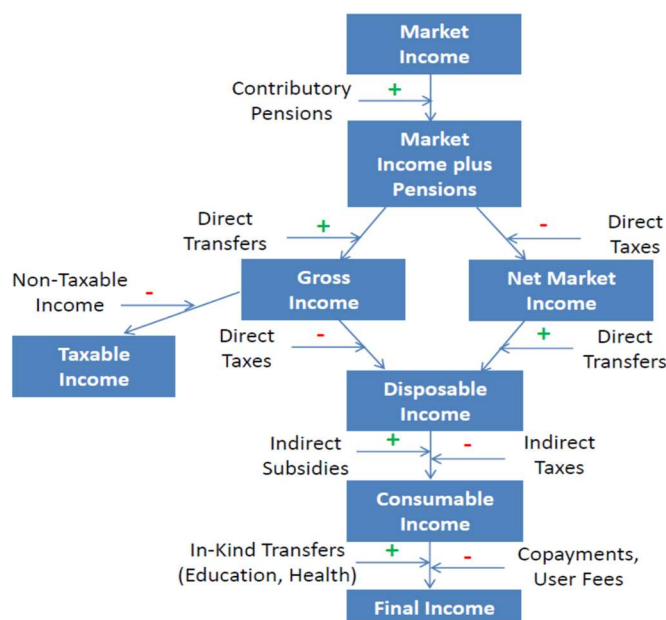 Market
Income
Contributory
Pensions
+
Market
Income plus
Pensions
Direct
Transfers
+
-
Direct
Taxes
Non-Taxable
Income
-
Gross
Income
Net Market
Income
Taxable
Income
Direct
Taxes
-
+
Direct
Transfers
Disposable
Income
Indirect
Subsidies
+
-
Indirect
Taxes
Consumable
Income
In-Kind Transfers
(Education, Health)
+
-
Copayments,
User Fees
Final Income